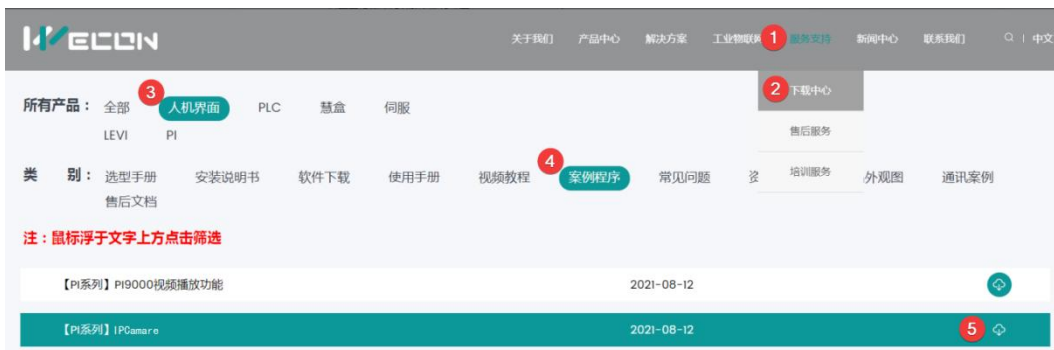 WECON
关于我们 产品中心 解决方案 工业物联网 1 服务支持 新闻中心 联系我们 中文
2 下载中心
所有产品： 全部 3 人机界面 PLC 慧盒 伺服
LEVI PI
售后服务
类 别： 选型手册 安装说明书 软件下载 使用手册 视频教程 4 案例程序 常见问题 培训服务 外观图 通讯案例
售后文档
注：鼠标浮于文字上方点击筛选
【PI系列】PI9000视频播放功能 2021-08-12
【PI系列】IPCamare 2021-08-12 5